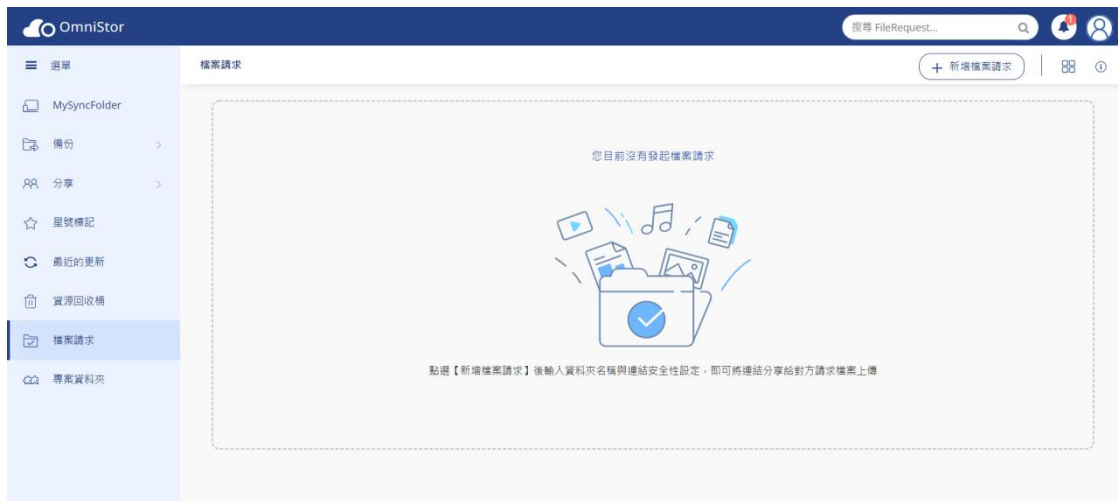 OmniStor
搜尋 FileRequest...
1
選單
檔案請求
新增檔案請求
MySyncFolder
備份
分享
星號標記
最近的更新
資源回收桶
檔案請求
專案資料夾
您目前沒有發起檔案請求
點選【新增檔案請求】後輸入資料夾名稱與連結安全性設定，即可將連結分享給對方請求檔案上傳